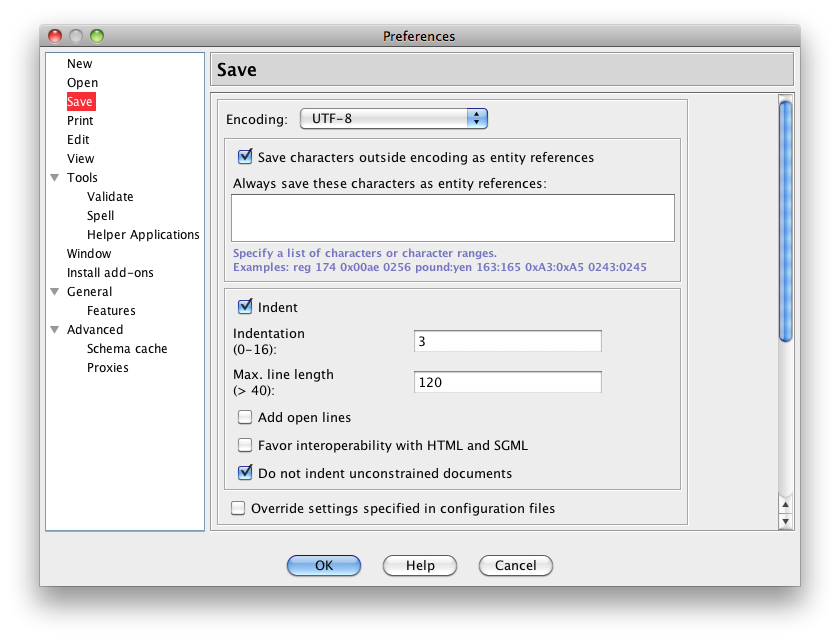 Preferences
New
Open
Save
Print
Edit
View
Tools
Validate
Spell
Helper Applications
Window
Install add-ons
General
Features
Advanced
Schema cache
Proxies
Save
Encoding: UTF-8
Save characters outside encoding as entity references
Always save these characters as entity references:
Specify a list of characters or character ranges.
Examples: reg 174 0x00ae 0256 pound:yen 163:165 0xA3:0xA5 0243:0245
Indent
Indentation
(0-16): 3
Max. line length
(> 40): 120
Add open lines
Favor interoperability with HTML and SGML
Do not indent unconstrained documents
Override settings specified in configuration files
OK Help Cancel